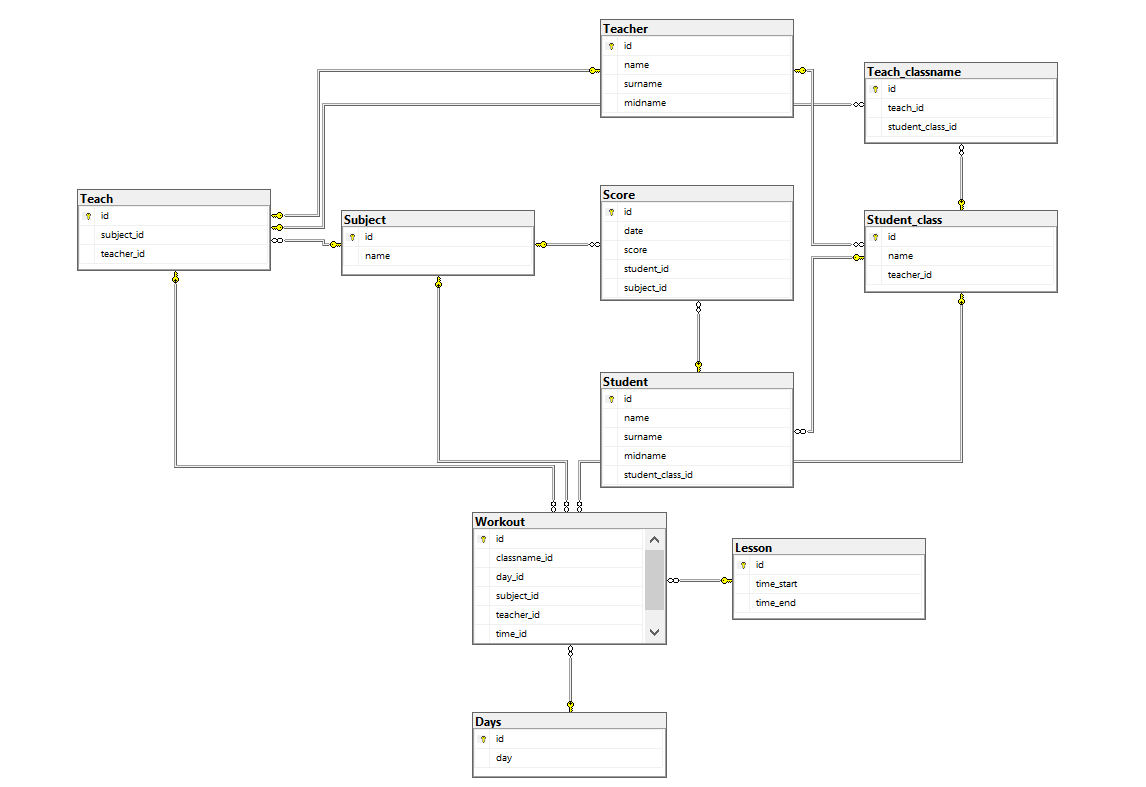 Teacher
id
name
surname
midname
Teach_classname
id
teach_id
student_class_id
Teach
id
subject_id
teacher_id
Subject
id
name
Score
id
date
score
student_id
subject_id
Student_class
id
name
teacher_id
Student
id
name
surname
midname
student_class_id
Workout
id
classname_id
day_id
subject_id
teacher_id
time_id
Lesson
id
time_start
time_end
Days
id
day